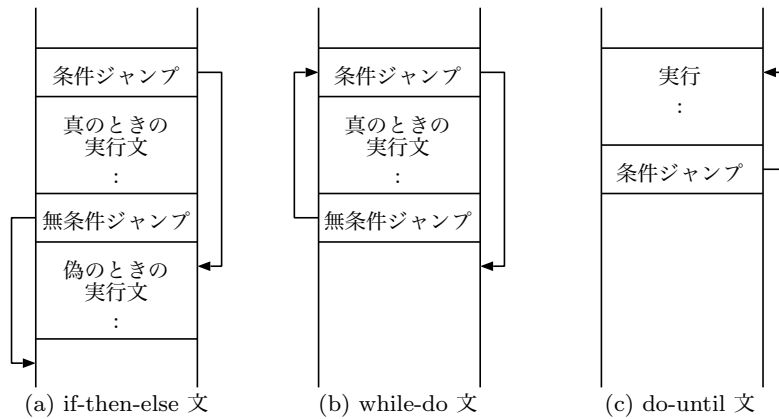 条件ジャンプ
真のときの
実行文
:
無条件ジャンプ
偽のときの
実行文
:
(a) if-then-else 文
条件ジャンプ
真のときの
実行文
:
無条件ジャンプ
(b) while-do 文
実行
:
条件ジャンプ
(c) do-until 文